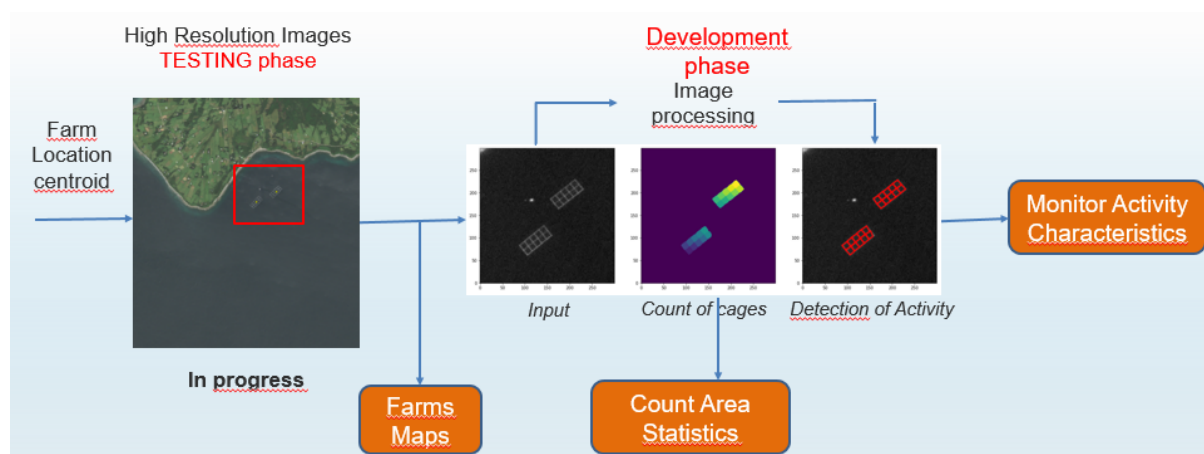 High Resolution Images
TESTING phase
Farm
Location
centroid
In progress
Development
phase
Image
processing
Input
Count of cages
Detection of Activity
Farms
Maps
Count Area
Statistics
Monitor Activity
Characteristics